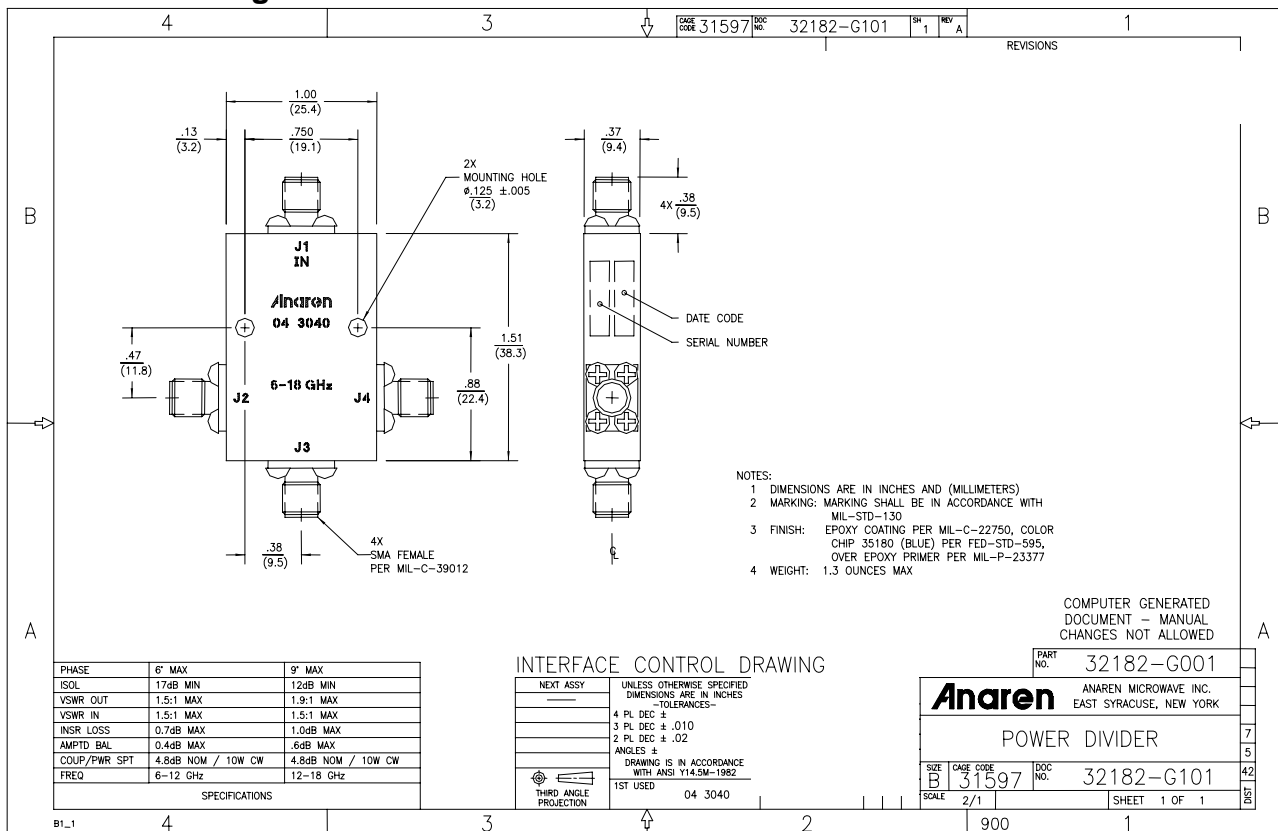 4 3 CAGE CODE 31597 DOC NO. 32182-G101 SH 1 REV A 1
REVISIONS
1.00
(25.4)
.13
(3.2)
.750
(19.1)
2X
MOUNTING HOLE
ø.125 ±.005
(3.2)
.37
(9.4)
4X .38
(9.5)
B
B
J1
IN
Anaren
04 3040
6-18 GHz
J2
J4
J3
.47
(11.8)
1.51
(38.3)
.88
(22.4)
DATE CODE
SERIAL NUMBER
.38
(9.5)
4X
SMA FEMALE
PER MIL-C-39012
NOTES:
1 DIMENSIONS ARE IN INCHES AND (MILLIMETERS)
2 MARKING: MARKING SHALL BE IN ACCORDANCE WITH
MIL-STD-130
3 FINISH: EPOXY COATING PER MIL-C-22750, COLOR
CHIP 35180 (BLUE) PER FED-STD-595,
OVER EPOXY PRIMER PER MIL-P-23377
4 WEIGHT: 1.3 OUNCES MAX
A
A
COMPUTER GENERATED
DOCUMENT - MANUAL
CHANGES NOT ALLOWED
PHASE 6° MAX 9° MAX
ISOL 17dB MIN 12dB MIN
VSWR OUT 1.5:1 MAX 1.9:1 MAX
VSWR IN 1.5:1 MAX 1.5:1 MAX
INSR LOSS 0.7dB MAX 1.0dB MAX
AMPTD BAL 0.4dB MAX .6dB MAX
COUP/PWR SPT 4.8dB NOM / 10W CW 4.8dB NOM / 10W CW
FREQ 6-12 GHz 12-18 GHz
SPECIFICATIONS
INTERFACE CONTROL DRAWING
NEXT ASSY
UNLESS OTHERWISE SPECIFIED
DIMENSIONS ARE IN INCHES
-TOLERANCES-
4 PL DEC ±
3 PL DEC ± .010
2 PL DEC ± .02
ANGLES ±
DRAWING IS IN ACCORDANCE
WITH ANSI Y14.5M-1982
THIRD ANGLE
PROJECTION
1ST USED
04 3040
PART NO. 32182-G001
Anaren
ANAREN MICROWAVE INC.
EAST SYRACUSE, NEW YORK
POWER DIVIDER
SIZE B CAGE CODE 31597 DOC NO. 32182-G101
SCALE 2/1 SHEET 1 OF 1
7
5
42
DIST
B1_1 4 3 2 900 1